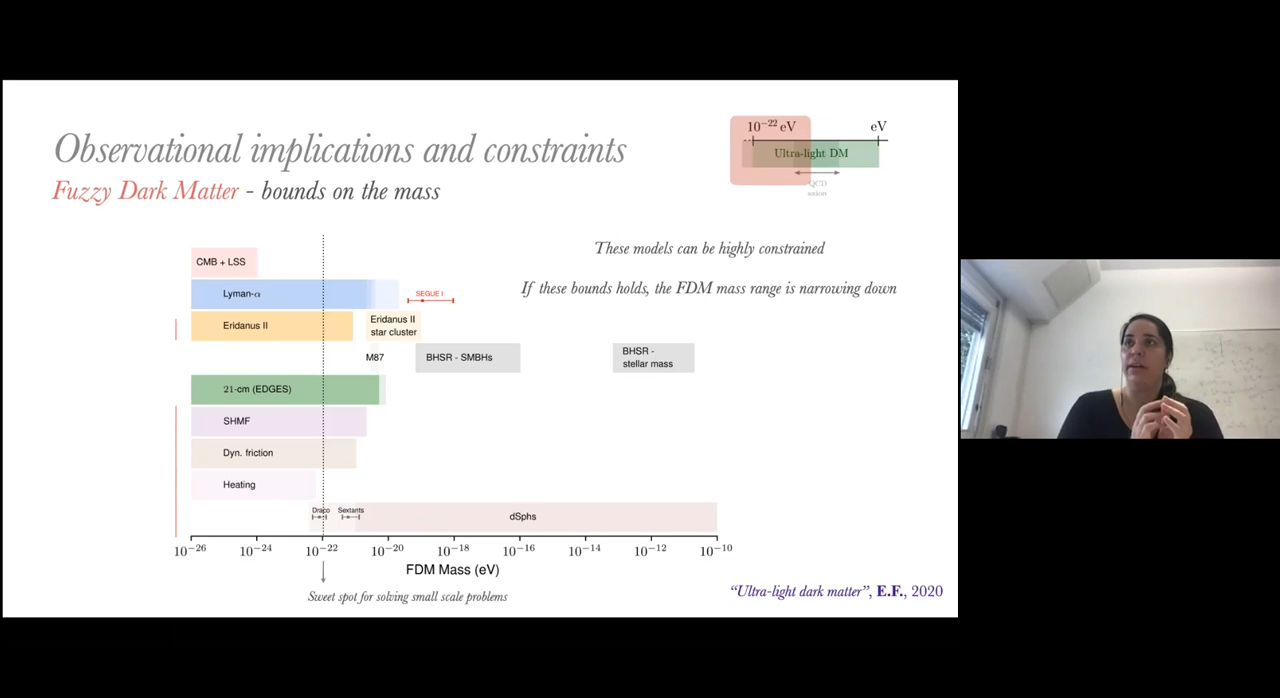 Observational implications and constraints
Fuzzy Dark Matter - bounds on the mass
10⁻²² eV
eV
Ultra-light DM
QCD
axion
These models can be highly constrained
If these bounds holds, the FDM mass range is narrowing down
CMB + LSS
Lyman-α
SEGUE I
Eridanus II
Eridanus II
star cluster
M87
BHSR - SMBHs
BHSR -
stellar mass
21-cm (EDGES)
SHMF
Dyn. friction
Heating
Draco
Sextants
dSphs
10⁻²⁶ 10⁻²⁴ 10⁻²² 10⁻²⁰ 10⁻¹⁸ 10⁻¹⁶ 10⁻¹⁴ 10⁻¹² 10⁻¹⁰
FDM Mass (eV)
Sweet spot for solving small scale problems
“Ultra-light dark matter”, E.F., 2020